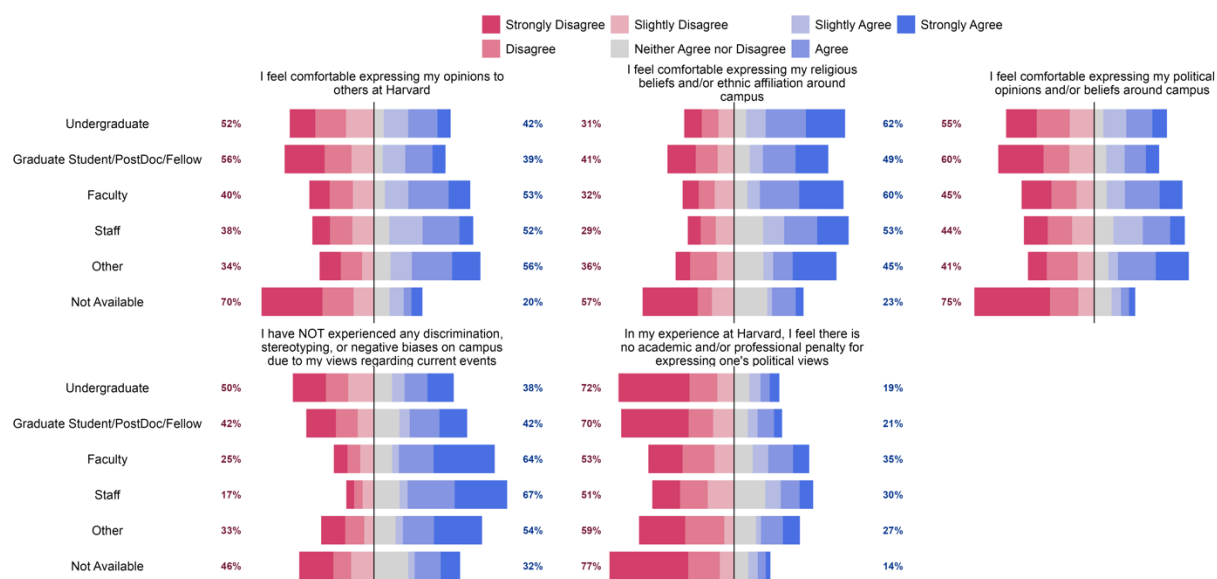 Strongly Disagree Slightly Disagree Slightly Agree Strongly Agree
Disagree Neither Agree nor Disagree Agree
I feel comfortable expressing my opinions to
others at Harvard
I feel comfortable expressing my religious
beliefs and/or ethnic affiliation around
campus
I feel comfortable expressing my political
opinions and/or beliefs around campus
Undergraduate 52% 42% 31% 62% 55%
Graduate Student/PostDoc/Fellow 56% 39% 41% 49% 60%
Faculty 40% 53% 32% 60% 45%
Staff 38% 52% 29% 53% 44%
Other 34% 56% 36% 45% 41%
Not Available 70% 20% 57% 23% 75%
I have NOT experienced any discrimination,
stereotyping, or negative biases on campus
due to my views regarding current events
In my experience at Harvard, I feel there is
no academic and/or professional penalty for
expressing one's political views
Undergraduate 50% 38% 72% 19%
Graduate Student/PostDoc/Fellow 42% 42% 70% 21%
Faculty 25% 64% 53% 35%
Staff 17% 67% 51% 30%
Other 33% 54% 59% 27%
Not Available 46% 32% 77% 14%